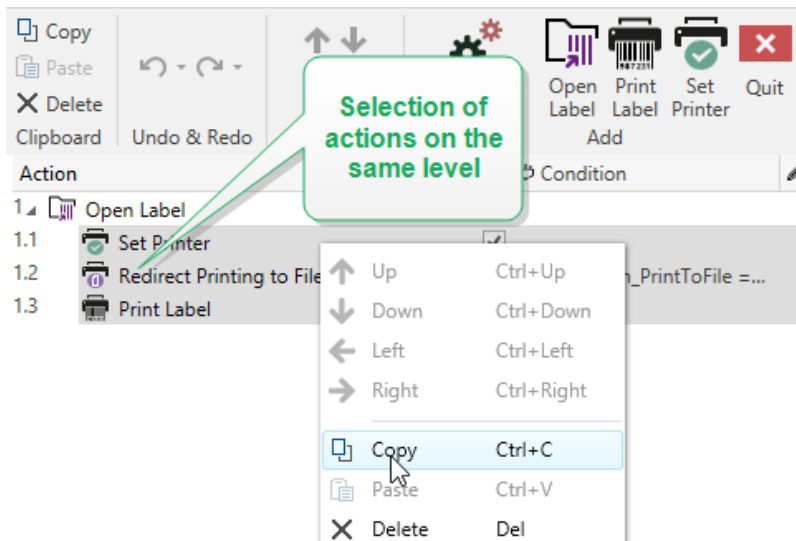 Copy
Paste
Delete
Clipboard
Undo & Redo
Open Label
Print Label
Set Printer
Quit
Add
Selection of
actions on the
same level
Action
Condition
1 Open Label
1.1 Set Printer
1.2 Redirect Printing to File _PrintToFile =...
1.3 Print Label
Up Ctrl+Up
Down Ctrl+Down
Left Ctrl+Left
Right Ctrl+Right
Copy Ctrl+C
Paste Ctrl+V
Delete Del